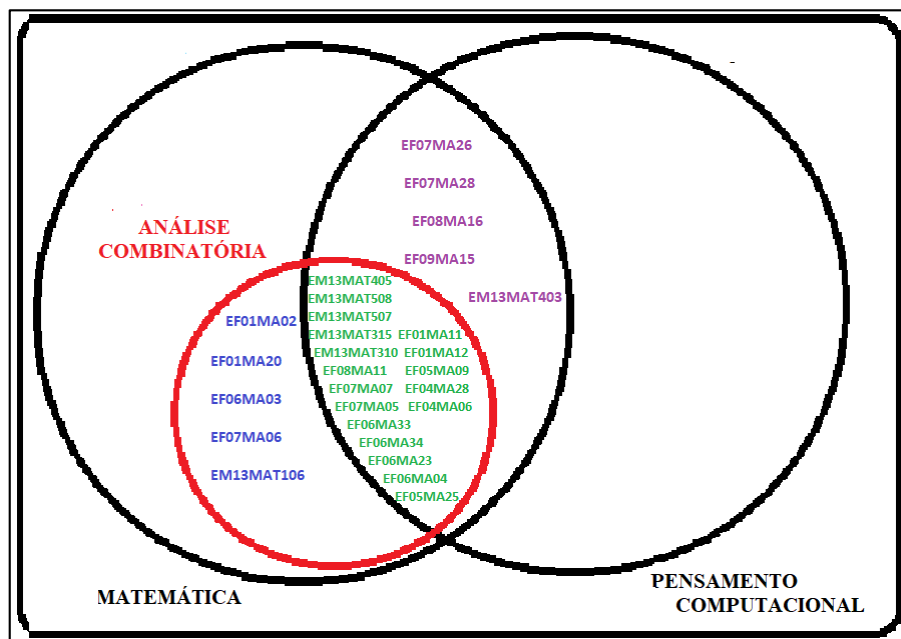 EF07MA26
EF07MA28
EF08MA16
EF09MA15
EM13MAT403
ANÁLISE
COMBINATÓRIA
EF01MA02
EF01MA20
EF06MA03
EF07MA06
EM13MAT106
EM13MAT405
EM13MAT508
EM13MAT507
EM13MAT315 EF01MA11
EM13MAT310 EF01MA12
EF08MA11 EF05MA09
EF07MA07 EF04MA28
EF07MA05 EF04MA06
EF06MA33
EF06MA34
EF06MA23
EF06MA04
EF05MA25
MATEMÁTICA
PENSAMENTO
COMPUTACIONAL